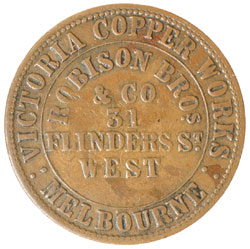 VICTORIA COPPER WORKS
ROBISON BROS
& CO
31
FLINDERS ST
WEST
MELBOURNE